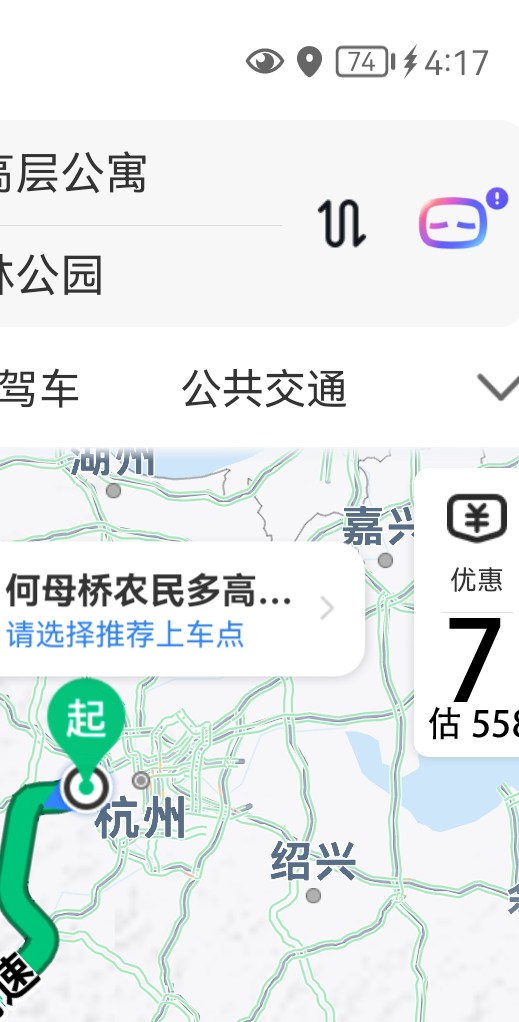 74 4:17
高层公寓
林公园
驾车 公共交通
湖州
嘉兴
优惠
何母桥农民多高...
请选择推荐上车点
7
估 558
起
杭州
绍兴
速